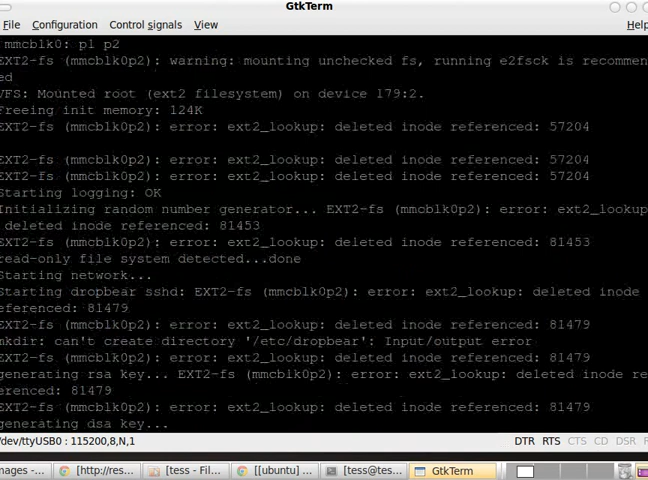 GtkTerm
File Configuration Control signals View Help
mmcblk0: p1 p2
EXT2-fs (mmcblk0p2): warning: mounting unchecked fs, running e2fsck is recommen
ed
VFS: Mounted root (ext2 filesystem) on device 179:2.
Freeing init memory: 124K
EXT2-fs (mmcblk0p2): error: ext2_lookup: deleted inode referenced: 57204
EXT2-fs (mmcblk0p2): error: ext2_lookup: deleted inode referenced: 57204
EXT2-fs (mmcblk0p2): error: ext2_lookup: deleted inode referenced: 57204
Starting logging: OK
Initializing random number generator... EXT2-fs (mmcblk0p2): error: ext2_lookup
deleted inode referenced: 81453
EXT2-fs (mmcblk0p2): error: ext2_lookup: deleted inode referenced: 81453
read-only file system detected...done
Starting network...
Starting dropbear sshd: EXT2-fs (mmcblk0p2): error: ext2_lookup: deleted inode
eferenced: 81479
EXT2-fs (mmcblk0p2): error: ext2_lookup: deleted inode referenced: 81479
mkdir: can't create directory '/etc/dropbear': Input/output error
EXT2-fs (mmcblk0p2): error: ext2_lookup: deleted inode referenced: 81479
generating rsa key... EXT2-fs (mmcblk0p2): error: ext2_lookup: deleted inode re
erenced: 81479
EXT2-fs (mmcblk0p2): error: ext2_lookup: deleted inode referenced: 81479
generating dsa key...
/dev/ttyUSB0 : 115200,8,N,1 DTR RTS CTS CD DSR
mages -... [http://res... [tess - Fil... [[ubuntu] ... [tess@tes... GtkTerm